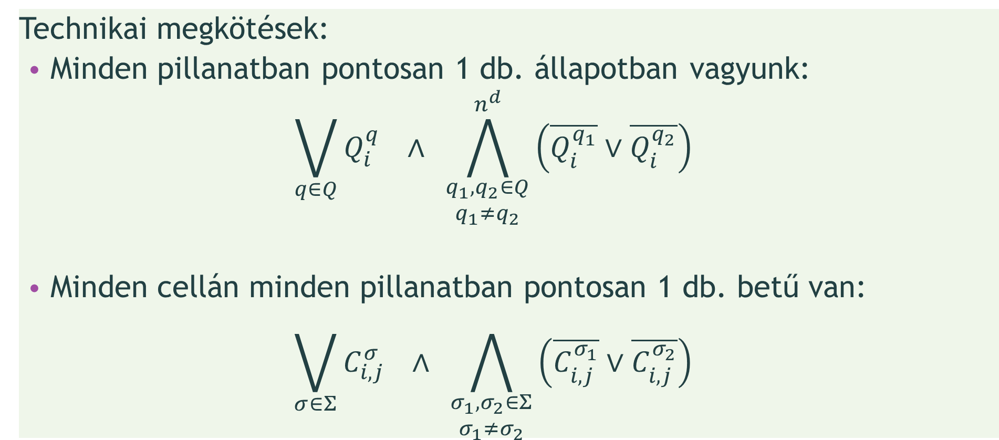 Technikai megkötések:
• Minden pillanatban pontosan 1 db. állapotban vagyunk:
$\bigvee_{q \in Q} Q_i^q \quad \wedge \quad \bigwedge_{\substack{q_1, q_2 \in Q \\ q_1 \neq q_2}}^{n^d} \left( \overline{Q_i^{q_1}} \vee \overline{Q_i^{q_2}} \right)$
• Minden cellán minden pillanatban pontosan 1 db. betű van:
$\bigvee_{\sigma \in \Sigma} C_{i,j}^{\sigma} \quad \wedge \quad \bigwedge_{\substack{\sigma_1, \sigma_2 \in \Sigma \\ \sigma_1 \neq \sigma_2}} \left( \overline{C_{i,j}^{\sigma_1}} \vee \overline{C_{i,j}^{\sigma_2}} \right)$